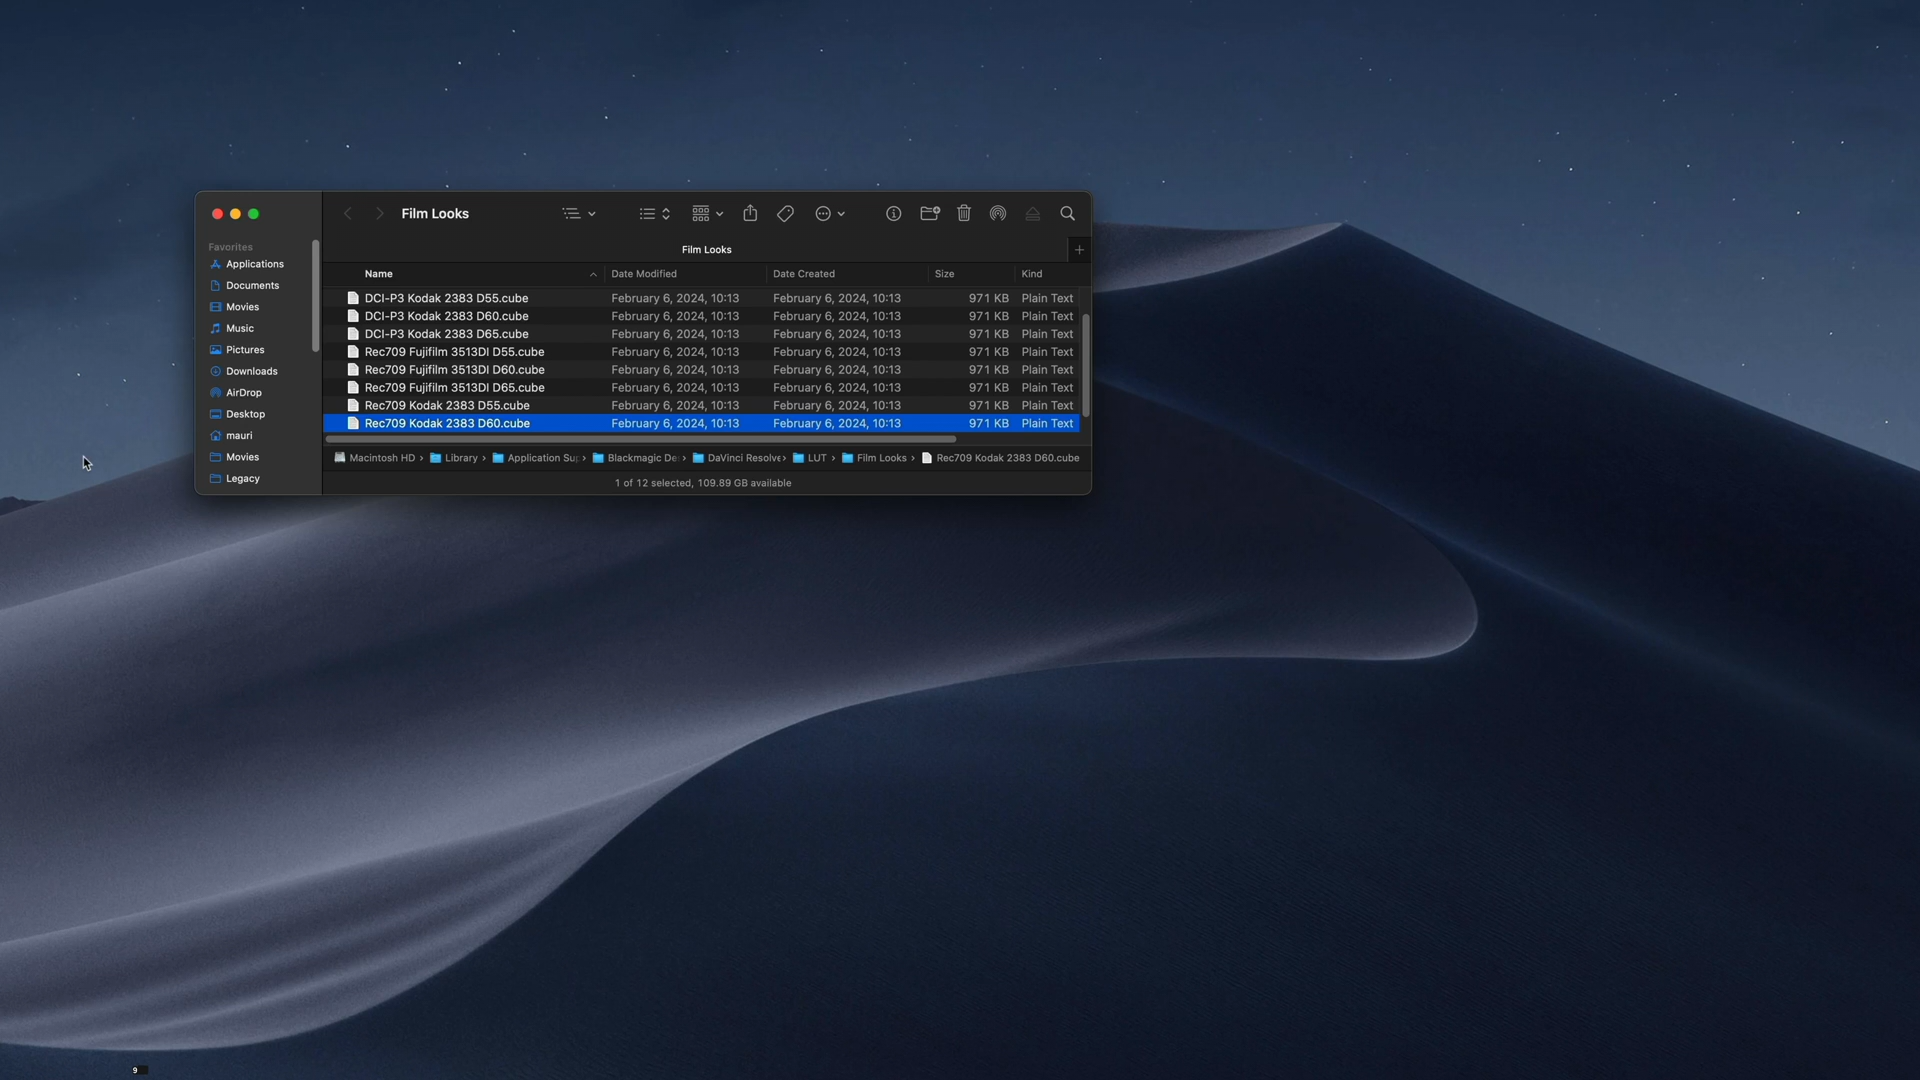 Film Looks
Favorites
Applications
Documents
Movies
Music
Pictures
Downloads
AirDrop
Desktop
mauri
Movies
Legacy
Film Looks
Name Date Modified Date Created Size Kind
DCI-P3 Kodak 2383 D55.cube February 6, 2024, 10:13 February 6, 2024, 10:13 971 KB Plain Text
DCI-P3 Kodak 2383 D60.cube February 6, 2024, 10:13 February 6, 2024, 10:13 971 KB Plain Text
DCI-P3 Kodak 2383 D65.cube February 6, 2024, 10:13 February 6, 2024, 10:13 971 KB Plain Text
Rec709 Fujifilm 3513DI D55.cube February 6, 2024, 10:13 February 6, 2024, 10:13 971 KB Plain Text
Rec709 Fujifilm 3513DI D60.cube February 6, 2024, 10:13 February 6, 2024, 10:13 971 KB Plain Text
Rec709 Fujifilm 3513DI D65.cube February 6, 2024, 10:13 February 6, 2024, 10:13 971 KB Plain Text
Rec709 Kodak 2383 D55.cube February 6, 2024, 10:13 February 6, 2024, 10:13 971 KB Plain Text
Rec709 Kodak 2383 D60.cube February 6, 2024, 10:13 February 6, 2024, 10:13 971 KB Plain Text
Macintosh HD › Library › Application Su › Blackmagic De › DaVinci Resolve › LUT › Film Looks › Rec709 Kodak 2383 D60.cube
1 of 12 selected, 109.89 GB available
9